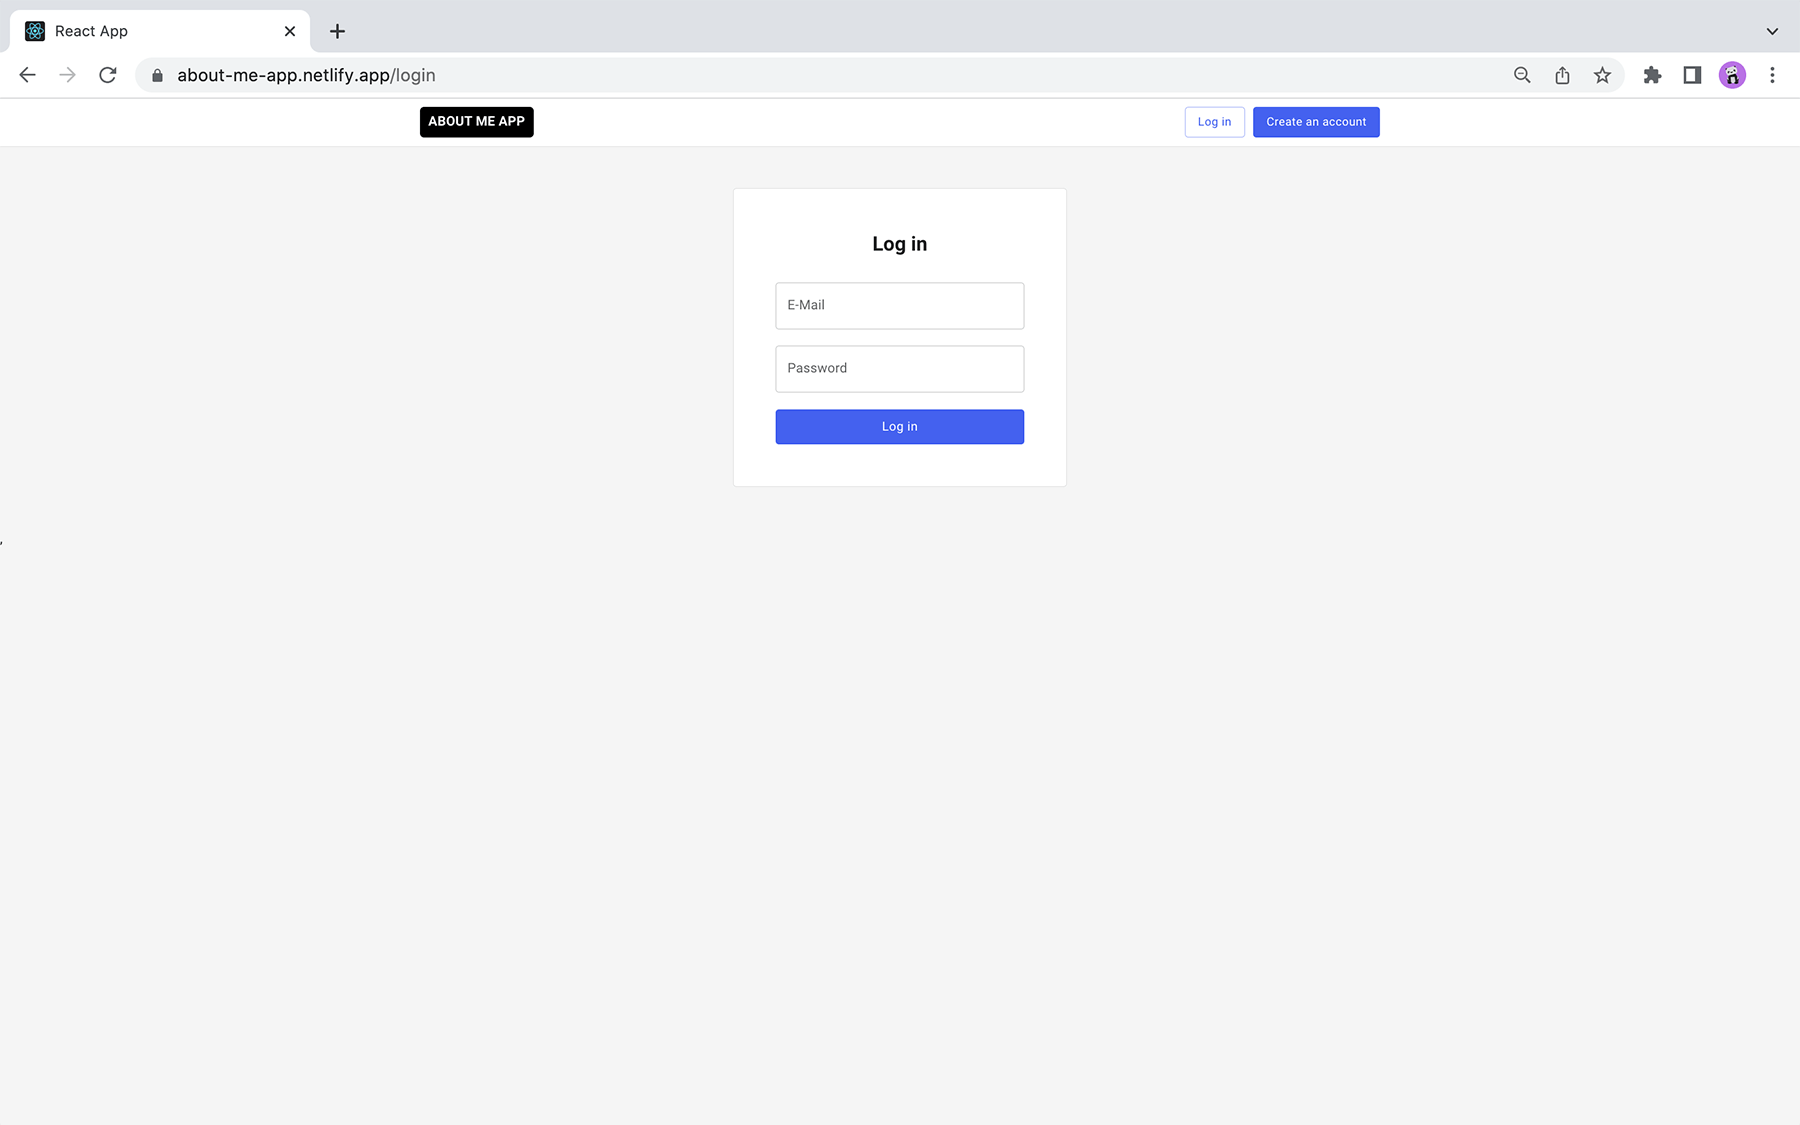 React App
about-me-app.netlify.app/login
ABOUT ME APP
Log in
Create an account
Log in
E-Mail
Password
Log in
,